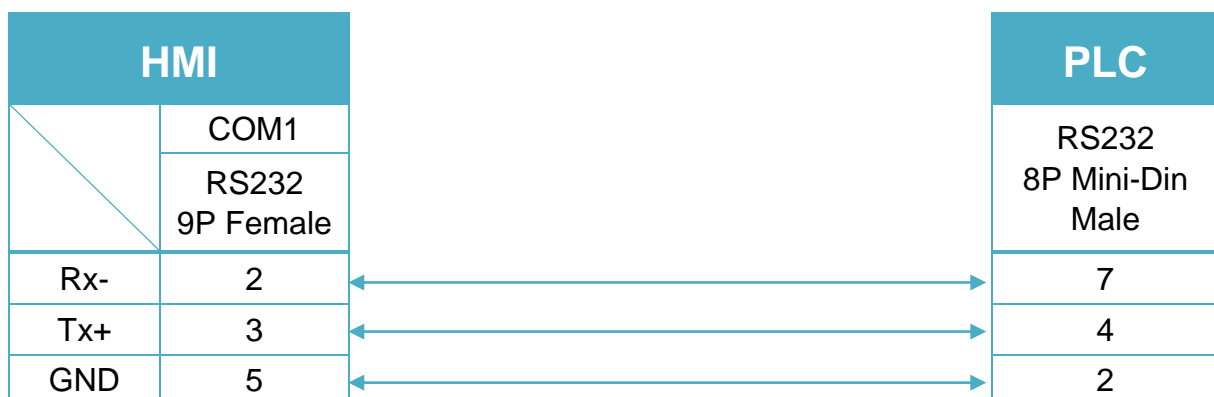 HMI
PLC
COM1
RS232
9P Female
RS232
8P Mini-Din
Male
Rx- 2 7
Tx+ 3 4
GND 5 2